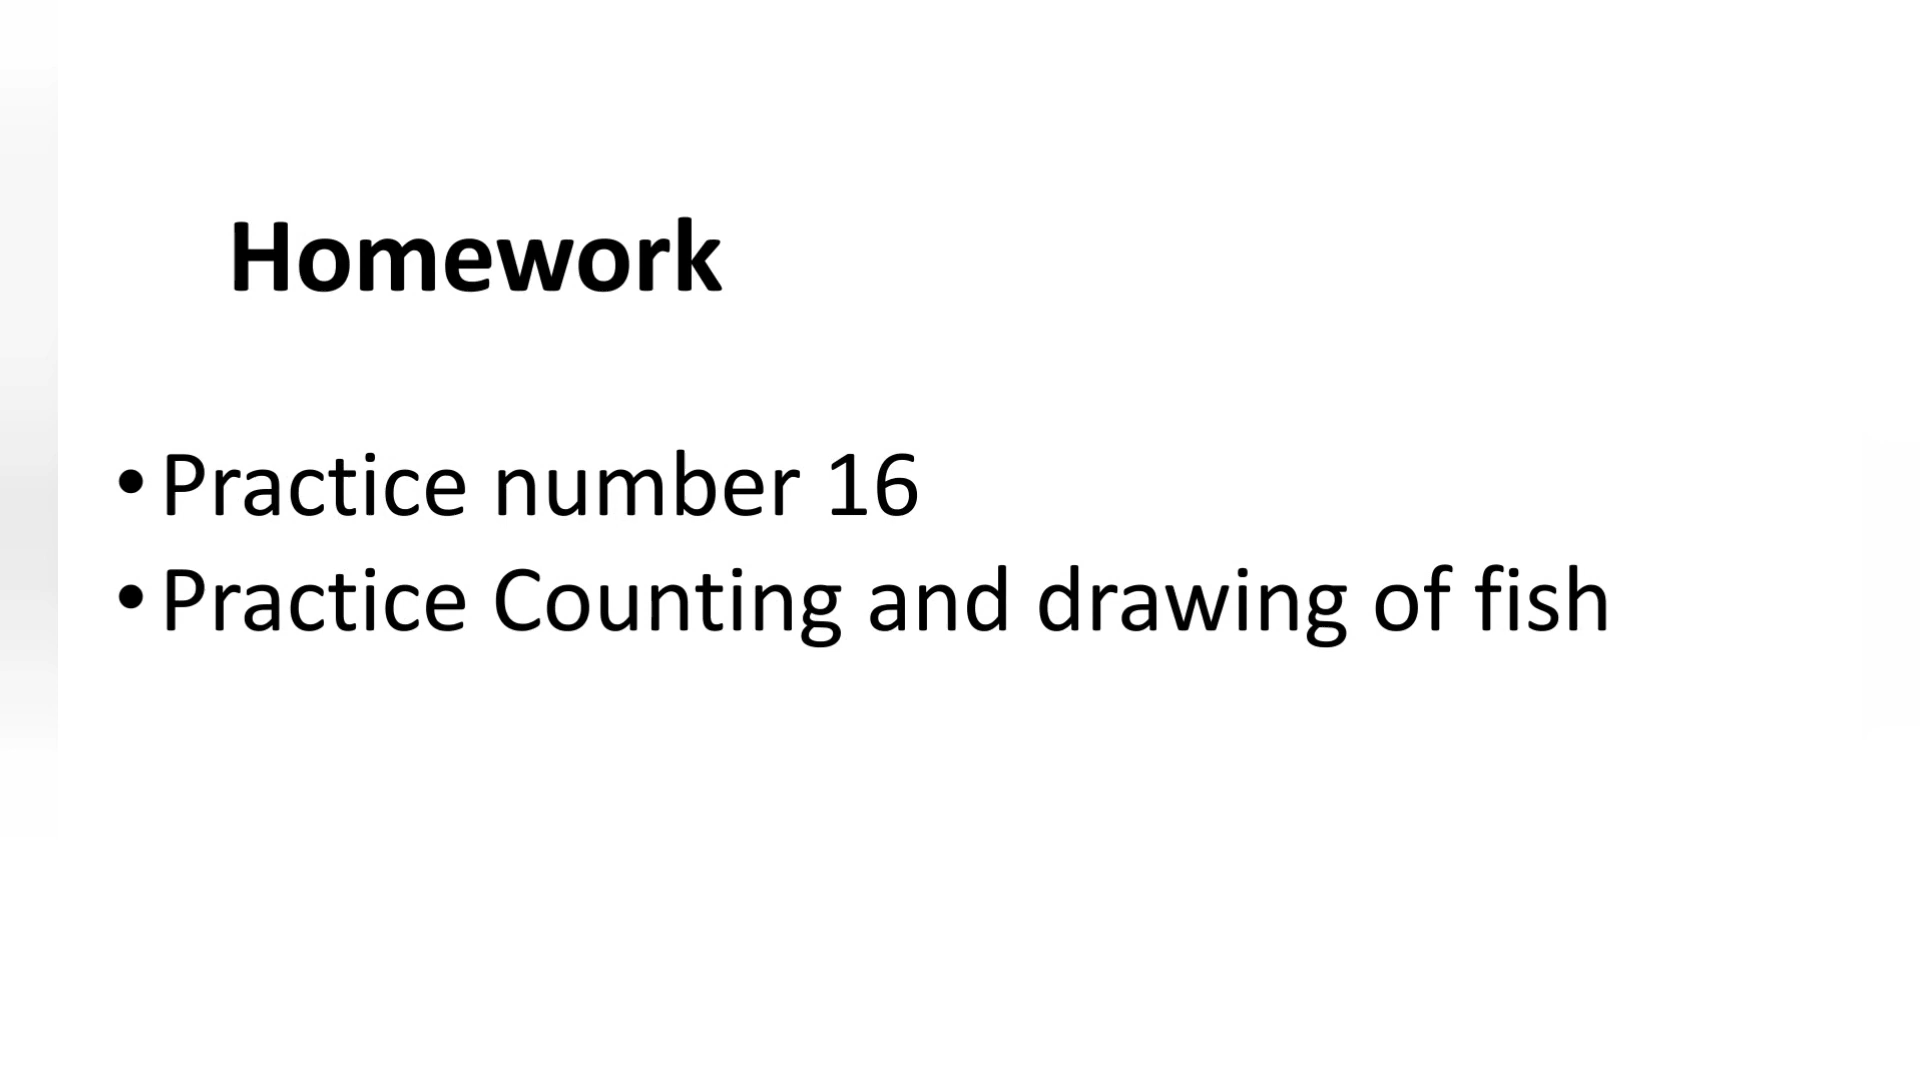 Homework
• Practice number 16
• Practice Counting and drawing of fish